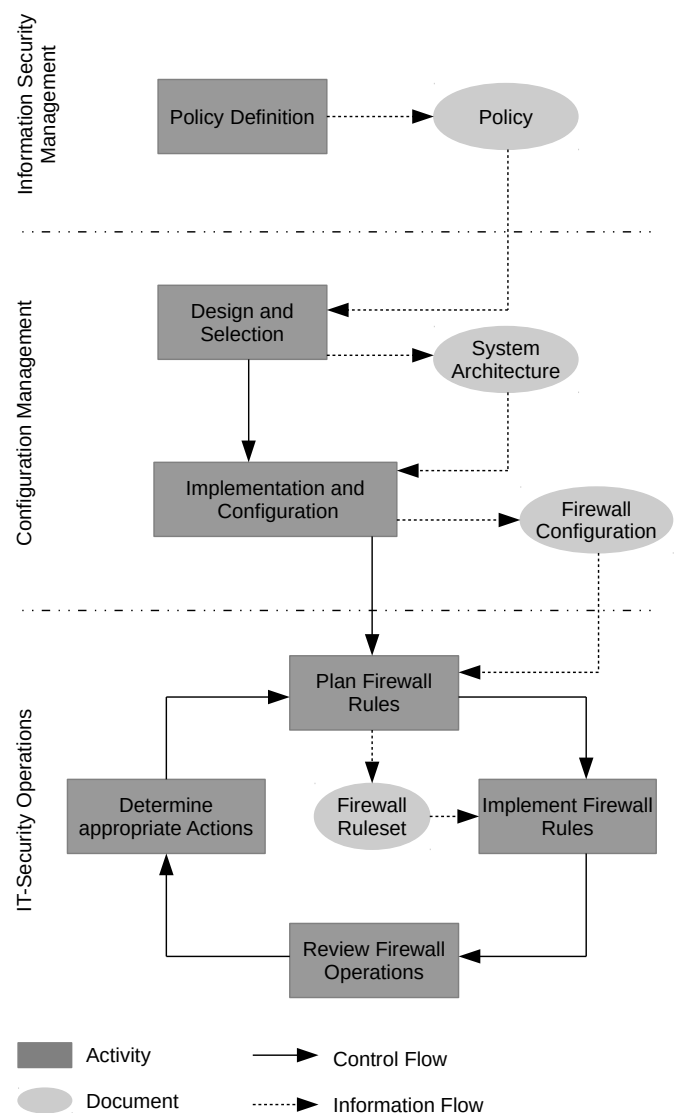 Information Security
Management
Policy Definition
Policy
Configuration Management
Design and
Selection
System
Architecture
Implementation and
Configuration
Firewall
Configuration
IT-Security Operations
Plan Firewall
Rules
Determine
appropriate Actions
Firewall
Ruleset
Implement Firewall
Rules
Review Firewall
Operations
Activity
Control Flow
Document
Information Flow